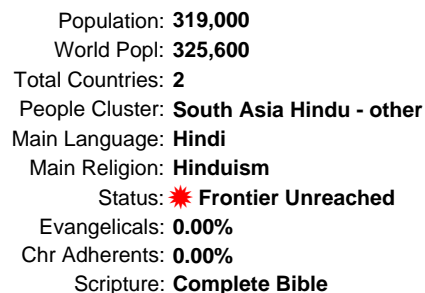 Population: 319,000
World Popl: 325,600
Total Countries: 2
People Cluster: South Asia Hindu - other
Main Language: Hindi
Main Religion: Hinduism
Status: Frontier Unreached
Evangelicals: 0.00%
Chr Adherents: 0.00%
Scripture: Complete Bible